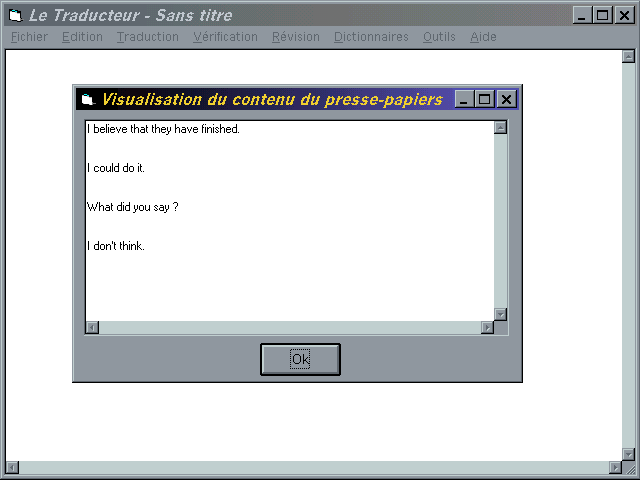 Le Traducteur - Sans titre
Fichier Edition Traduction Vérification Révision Dictionnaires Outils Aide
Visualisation du contenu du presse-papiers
I believe that they have finished.
I could do it.
What did you say ?
I don't think.
Ok